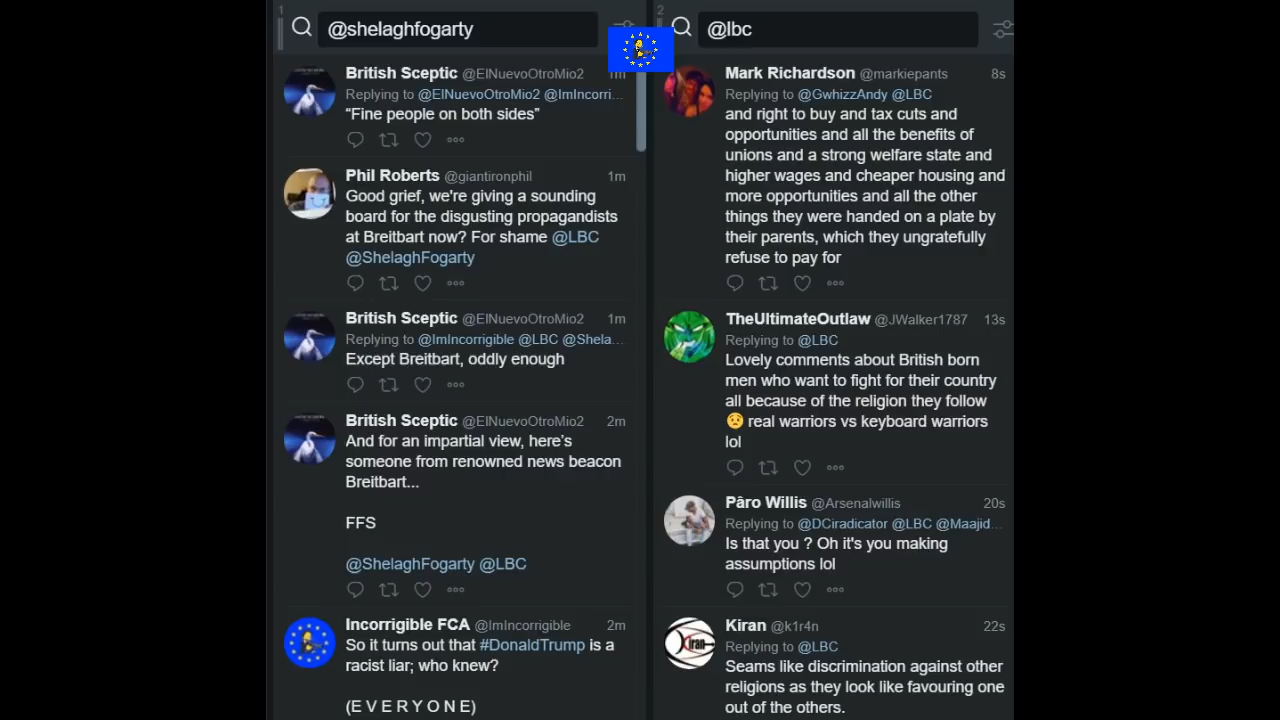 1
@shelaghfogarty
British Sceptic @ElNuevoOtroMio2 1m
Replying to @ElNuevoOtroMio2 @ImIncorri...
“Fine people on both sides”
Phil Roberts @giantironphil 1m
Good grief, we're giving a sounding
board for the disgusting propagandists
at Breitbart now? For shame @LBC
@ShelaghFogarty
British Sceptic @ElNuevoOtroMio2 1m
Replying to @ImIncorrigible @LBC @Shela...
Except Breitbart, oddly enough
British Sceptic @ElNuevoOtroMio2 2m
And for an impartial view, here’s
someone from renowned news beacon
Breitbart...
FFS
@ShelaghFogarty @LBC
Incorrigible FCA @ImIncorrigible 2m
So it turns out that #DonaldTrump is a
racist liar; who knew?
(E V E R Y O N E)
2
@lbc
Mark Richardson @markiepants 8s
Replying to @GwhizzAndy @LBC
and right to buy and tax cuts and
opportunities and all the benefits of
unions and a strong welfare state and
higher wages and cheaper housing and
more opportunities and all the other
things they were handed on a plate by
their parents, which they ungratefully
refuse to pay for
TheUltimateOutlaw @JWalker1787 13s
Replying to @LBC
Lovely comments about British born
men who want to fight for their country
all because of the religion they follow
😟 real warriors vs keyboard warriors
lol
Pâro Willis @Arsenalwillis 20s
Replying to @DCiradicator @LBC @Maajid...
Is that you ? Oh it's you making
assumptions lol
Kiran @k1r4n 22s
Replying to @LBC
Seams like discrimination against other
religions as they look like favouring one
out of the others.
Kiran